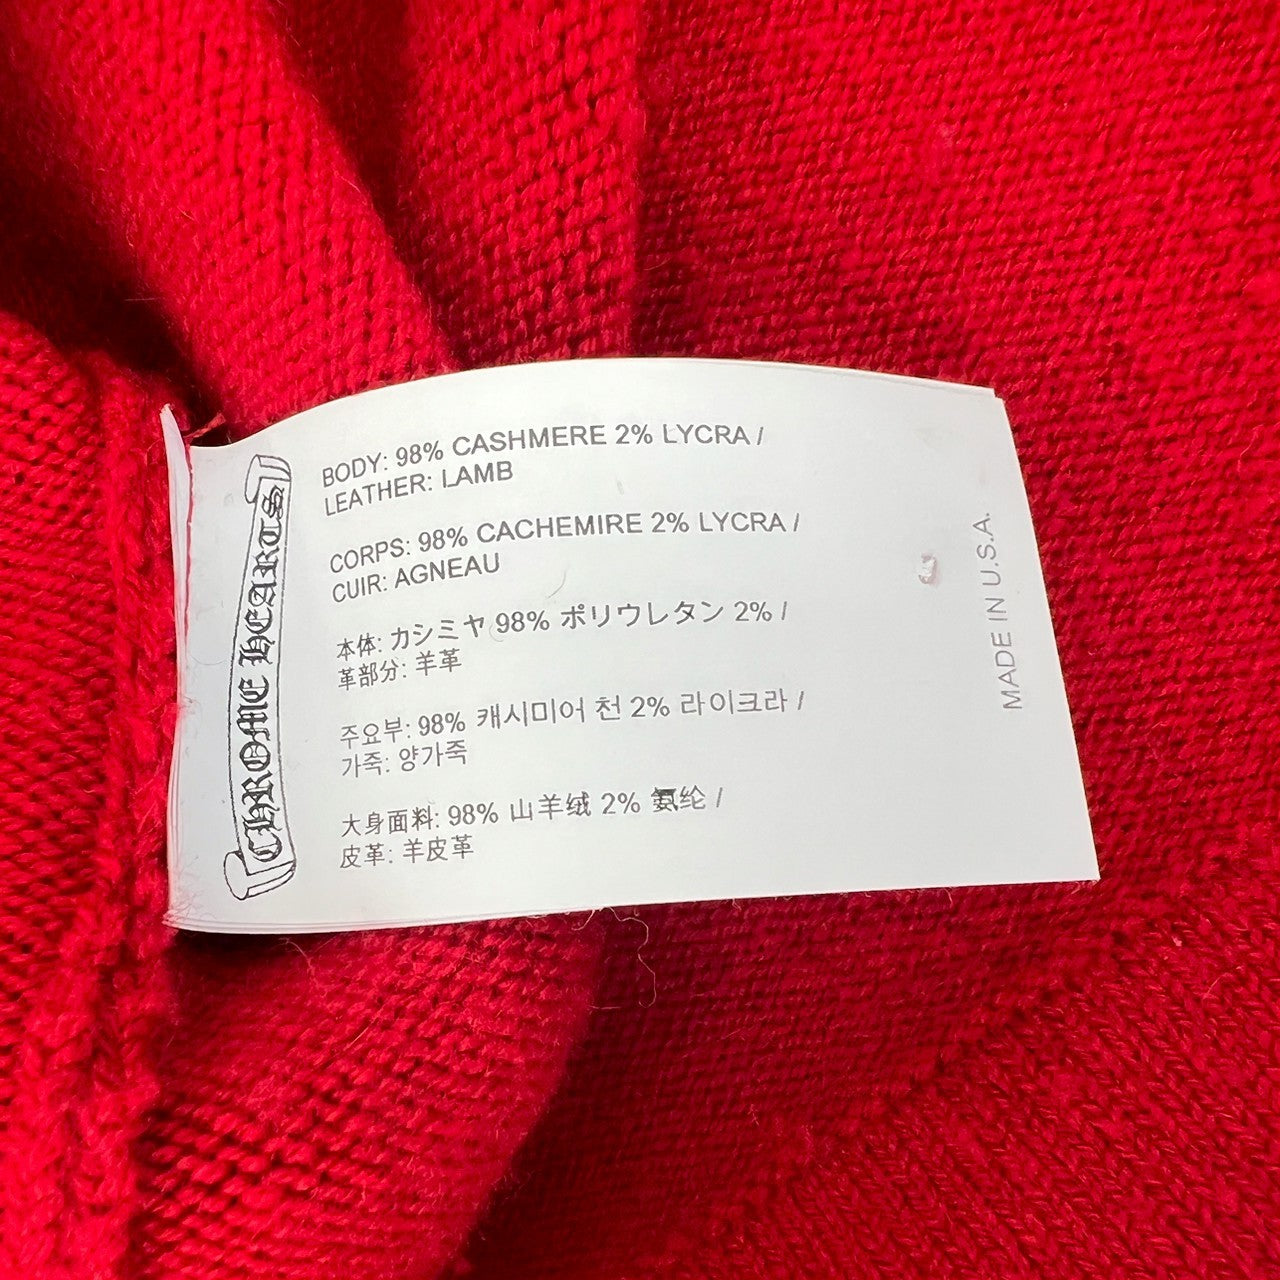 CHROME HEARTS
BODY: 98% CASHMERE 2% LYCRA /
LEATHER: LAMB
CORPS: 98% CACHEMIRE 2% LYCRA /
CUIR: AGNEAU
本体: カシミヤ 98% ポリウレタン 2% /
革部分: 羊革
주요부: 98% 캐시미어 천 2% 라이크라 /
가죽: 양가죽
大身面料: 98% 山羊绒 2% 氨纶 /
皮革: 羊皮革
MADE IN U.S.A.